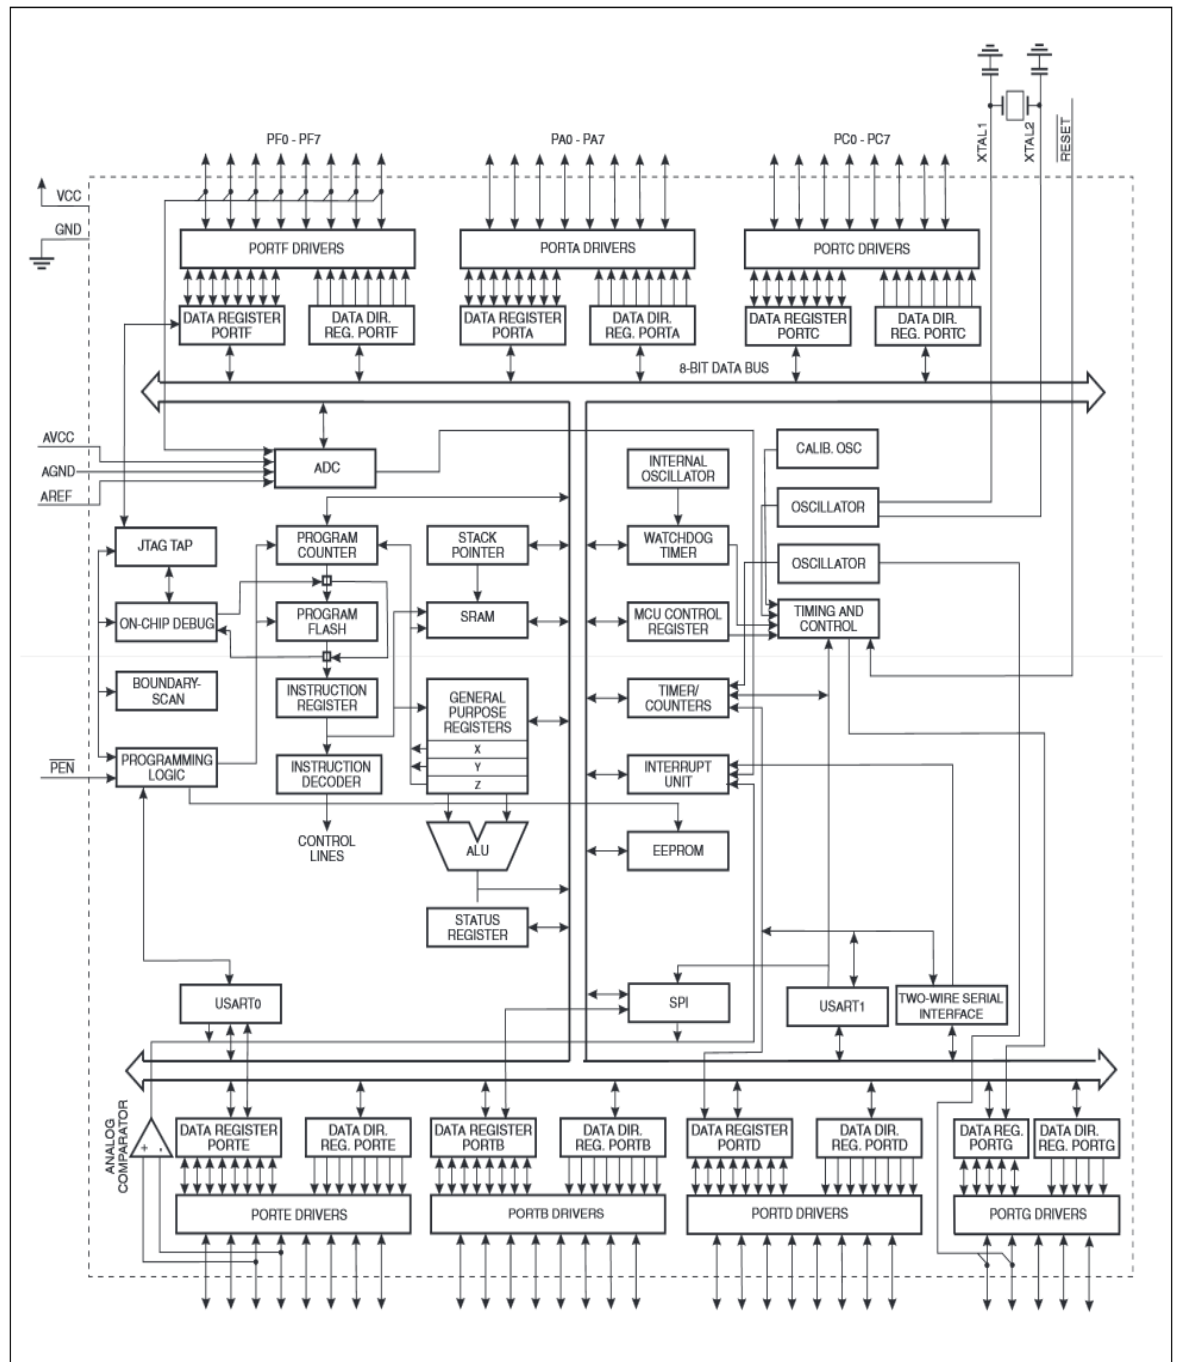 PF0 - PF7
PA0 - PA7
PC0 - PC7
XTAL1
XTAL2
RESET
VCC
GND
PORTF DRIVERS
PORTA DRIVERS
PORTC DRIVERS
DATA REGISTER
PORTF
DATA DIR.
REG. PORTF
DATA REGISTER
PORTA
DATA DIR.
REG. PORTA
DATA REGISTER
PORTC
DATA DIR.
REG. PORTC
8-BIT DATA BUS
AVCC
AGND
AREF
ADC
INTERNAL
OSCILLATOR
CALIB. OSC
OSCILLATOR
JTAG TAP
PROGRAM
COUNTER
STACK
POINTER
WATCHDOG
TIMER
OSCILLATOR
ON-CHIP DEBUG
PROGRAM
FLASH
SRAM
MCU CONTROL
REGISTER
TIMING AND
CONTROL
BOUNDARY-
SCAN
INSTRUCTION
REGISTER
GENERAL
PURPOSE
REGISTERS
X
Y
Z
TIMER/
COUNTERS
PEN
PROGRAMMING
LOGIC
INSTRUCTION
DECODER
INTERRUPT
UNIT
CONTROL
LINES
ALU
EEPROM
STATUS
REGISTER
USART0
SPI
USART1
TWO-WIRE SERIAL
INTERFACE
ANALOG
COMPARATOR
+
-
DATA REGISTER
PORTE
DATA DIR.
REG. PORTE
DATA REGISTER
PORTB
DATA DIR.
REG. PORTB
DATA REGISTER
PORTD
DATA DIR.
REG. PORTD
DATA REG.
PORTG
DATA DIR.
REG. PORTG
PORTE DRIVERS
PORTB DRIVERS
PORTD DRIVERS
PORTG DRIVERS